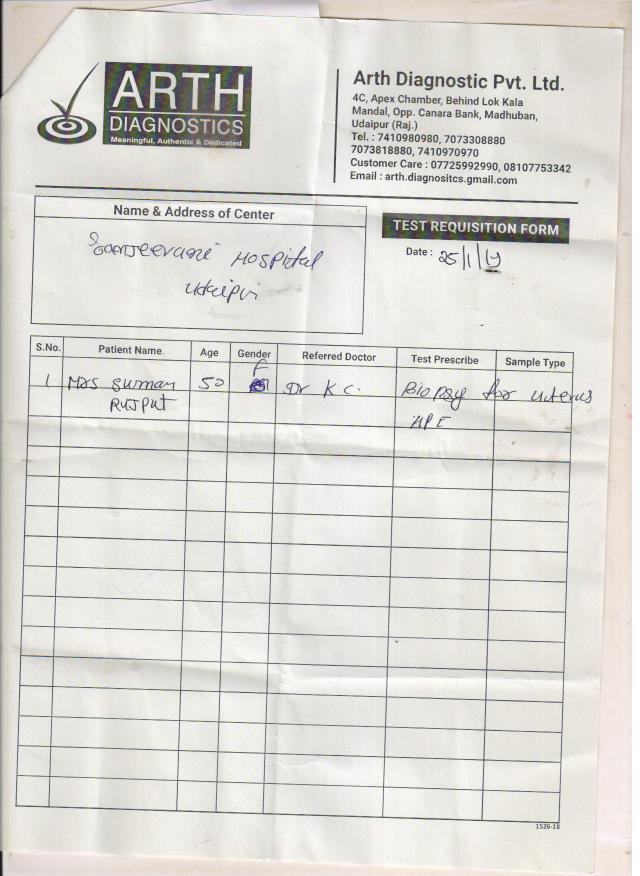 ARTH
DIAGNOSTICS
Meaningful, Authentic & Dedicated
Arth Diagnostic Pvt. Ltd.
4C, Apex Chamber, Behind Lok Kala
Mandal, Opp. Canara Bank, Madhuban,
Udaipur (Raj.)
Tel. : 7410980980, 7073308880
7073818880, 7410970970
Customer Care : 07725992990, 08107753342
Email : arth.diagnositcs.gmail.com
Name & Address of Center
Hospital
TEST REQUISITION FORM
Date : 25/1/19
S.No. Patient Name Age Gender Referred Doctor Test Prescribe Sample Type
F
1 Mrs Suman 50 Dr K C. Biopsy for uterus
RUJPUT HPE
1526-18